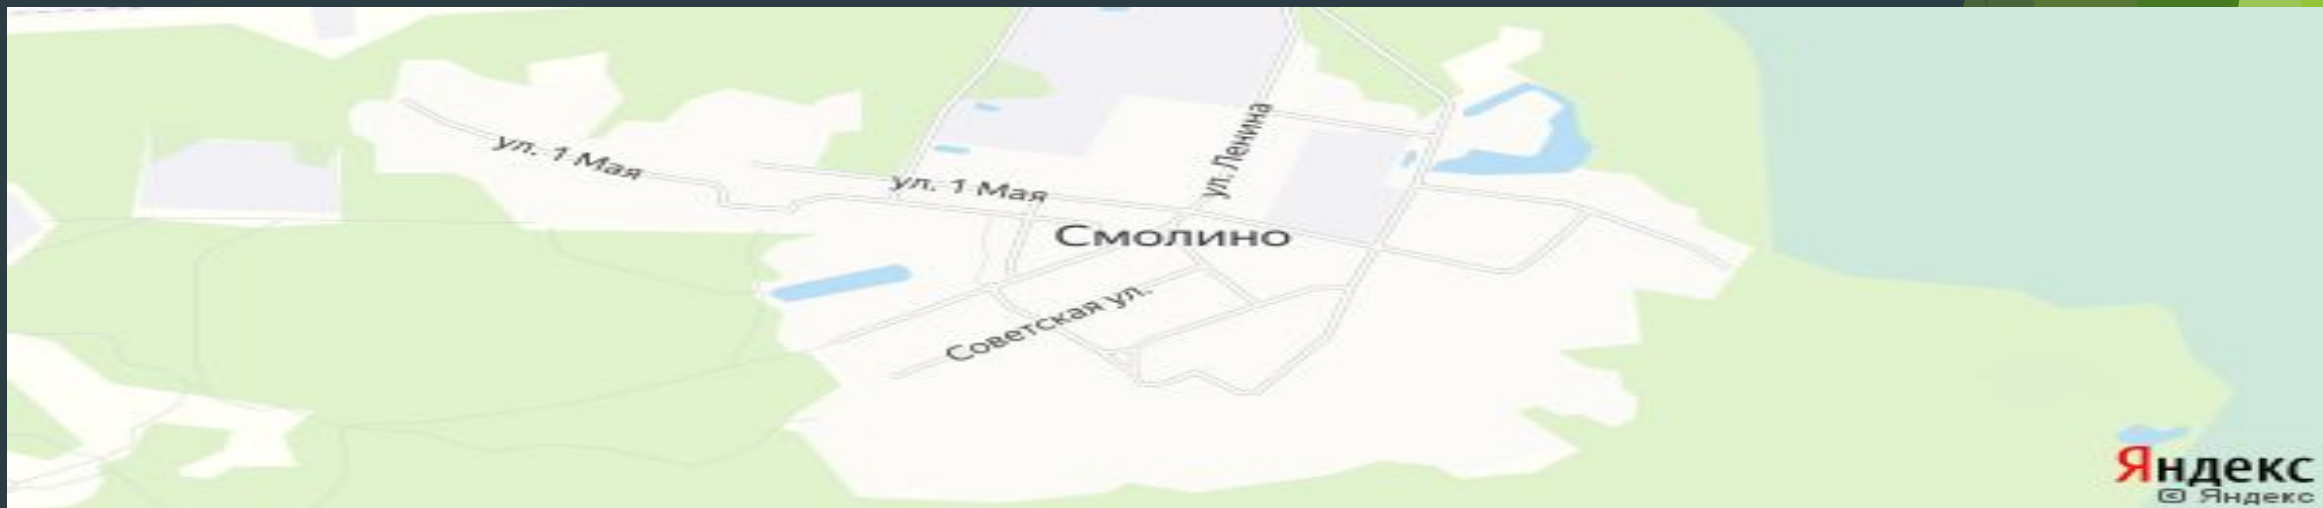 ул. 1 Мая
ул. 1 Мая
ул. Ленина
Смолино
Советская ул.
Яндекс
© Яндекс